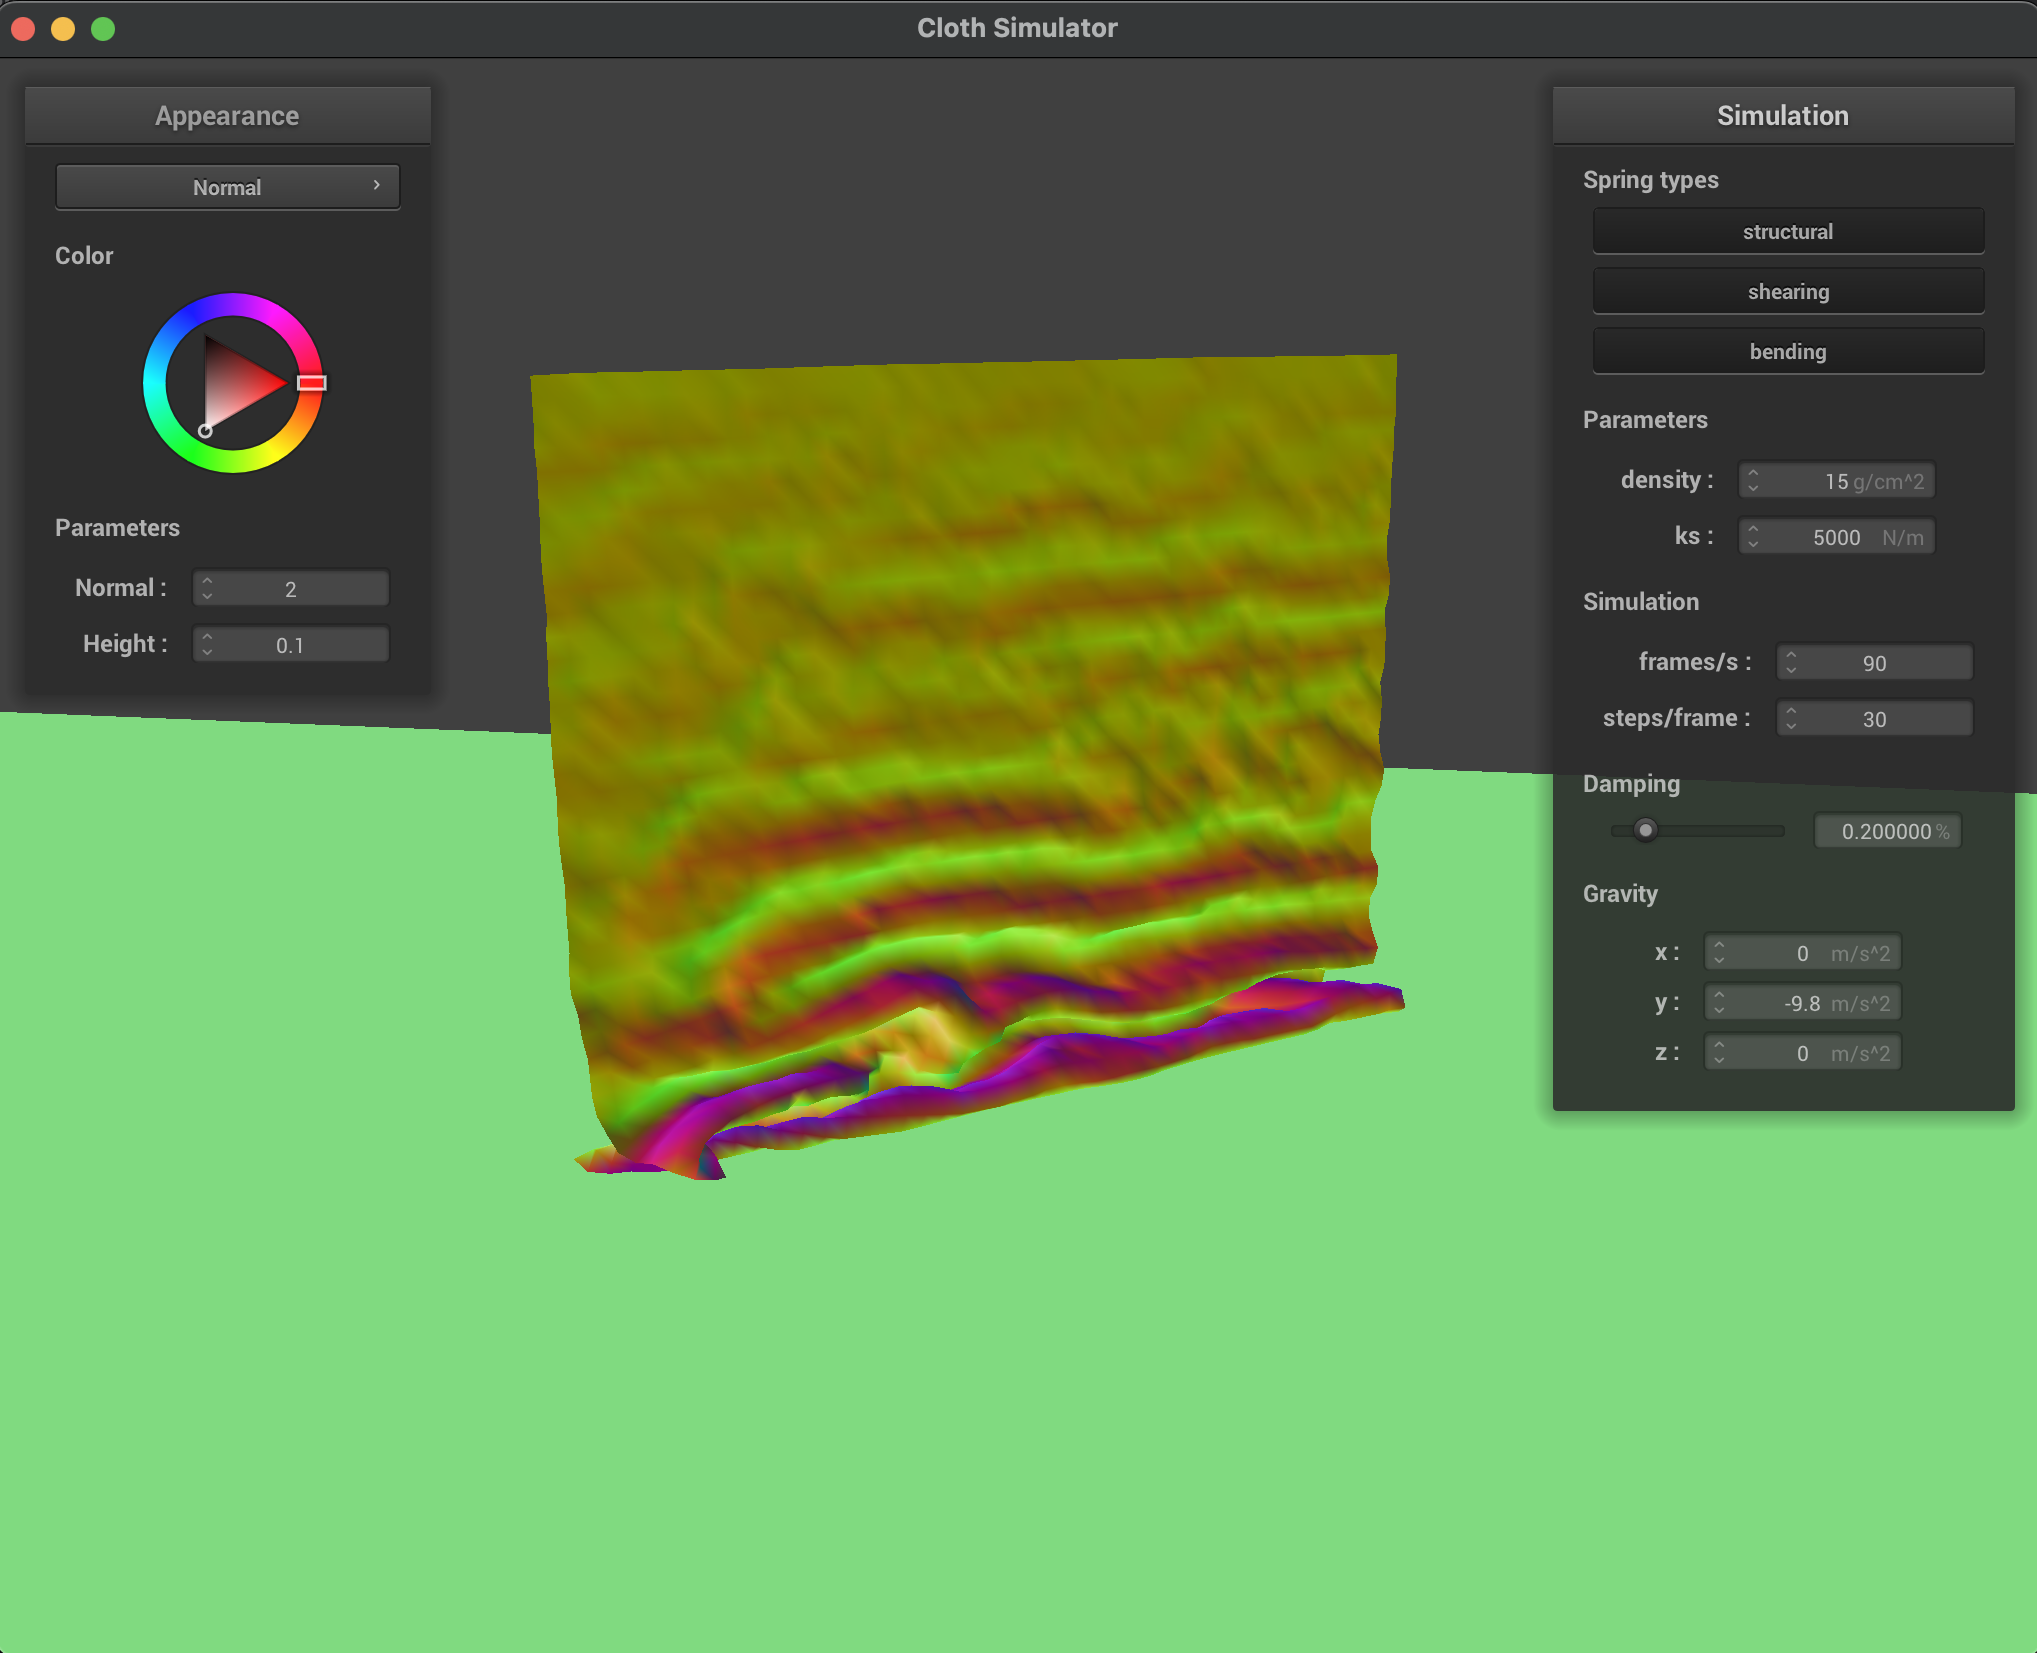 Cloth Simulator
Appearance
Normal
Color
Parameters
Normal : 2
Height : 0.1
Simulation
Spring types
structural
shearing
bending
Parameters
density : 15 g/cm^2
ks : 5000 N/m
Simulation
frames/s : 90
steps/frame : 30
Damping
0.200000 %
Gravity
x : 0 m/s^2
y : -9.8 m/s^2
z : 0 m/s^2